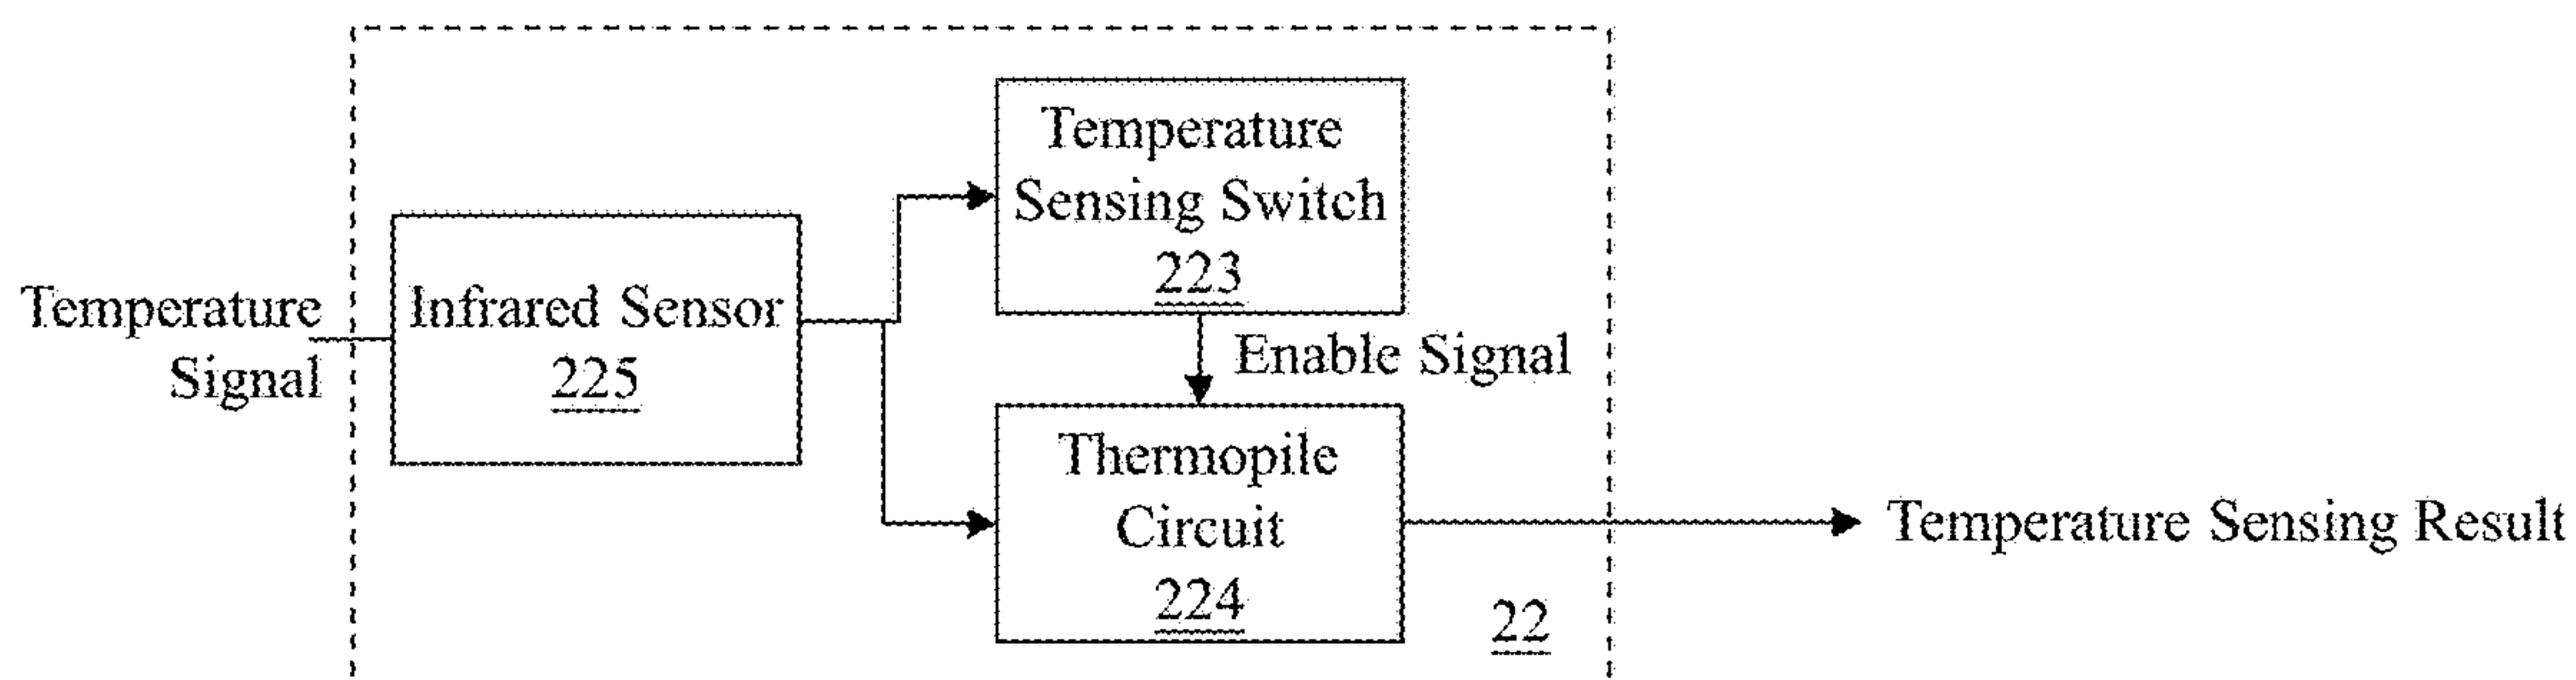 Temperature
Signal
Infrared Sensor
225
Temperature
Sensing Switch
223
Enable Signal
Thermopile
Circuit
224
22
Temperature Sensing Result